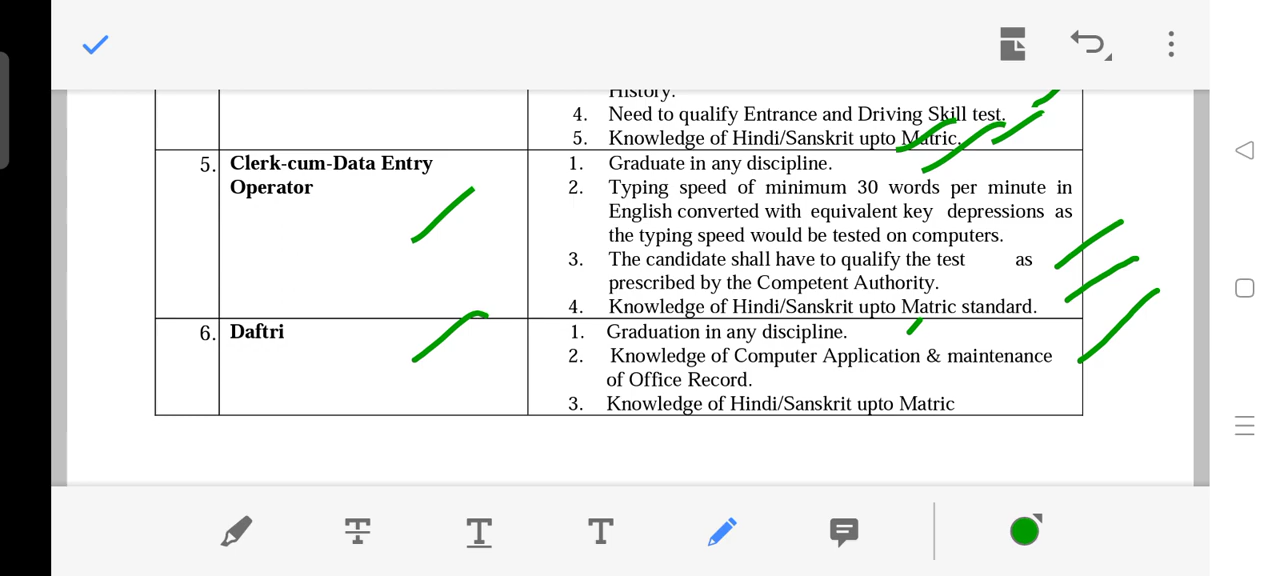 History.
4. Need to qualify Entrance and Driving Skill test.
5. Knowledge of Hindi/Sanskrit upto Matric.
5. Clerk-cum-Data Entry
Operator
1. Graduate in any discipline.
2. Typing speed of minimum 30 words per minute in
English converted with equivalent key depressions as
the typing speed would be tested on computers.
3. The candidate shall have to qualify the test as
prescribed by the Competent Authority.
4. Knowledge of Hindi/Sanskrit upto Matric standard.
6. Daftri
1. Graduation in any discipline.
2. Knowledge of Computer Application & maintenance
of Office Record.
3. Knowledge of Hindi/Sanskrit upto Matric